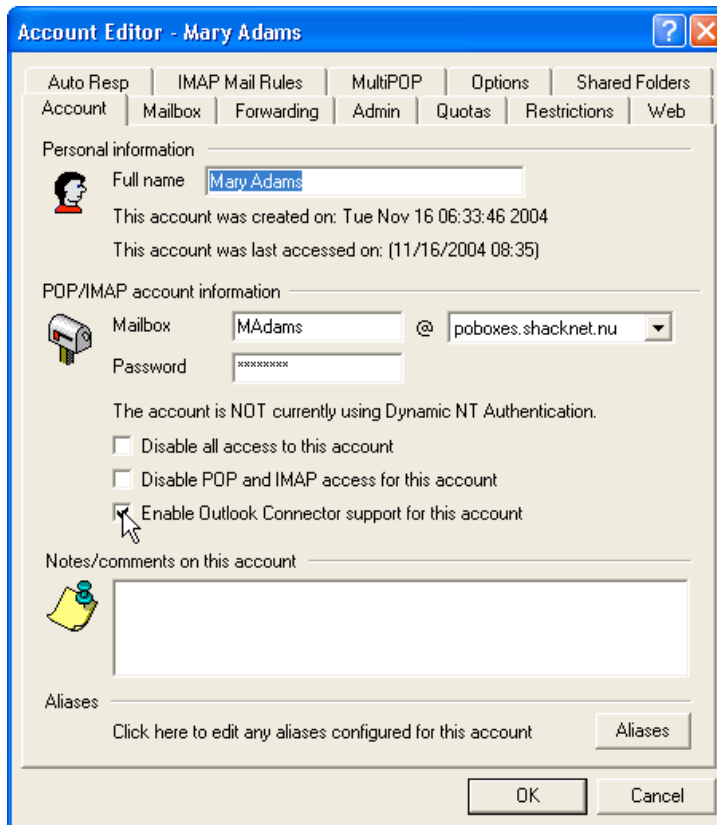 Account Editor - Mary Adams
Auto Resp IMAP Mail Rules MultiPOP Options Shared Folders
Account Mailbox Forwarding Admin Quotas Restrictions Web
Personal information
Full name Mary Adams
This account was created on: Tue Nov 16 06:33:46 2004
This account was last accessed on: (11/16/2004 08:35)
POP/IMAP account information
Mailbox MAdams @ poboxes.shacknet.nu
Password ××××××××
The account is NOT currently using Dynamic NT Authentication.
Disable all access to this account
Disable POP and IMAP access for this account
Enable Outlook Connector support for this account
Notes/comments on this account
Aliases
Click here to edit any aliases configured for this account Aliases
OK Cancel